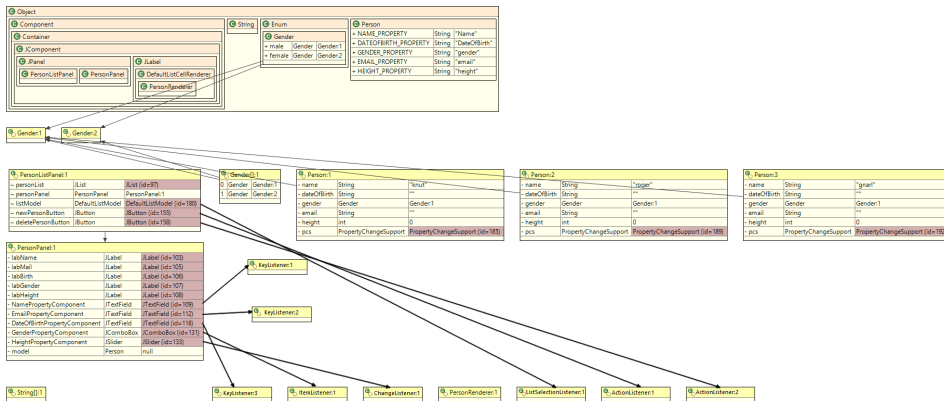 Object
Component
Container
JComponent
JPanel
PersonListPanel
PersonPanel
JLabel
DefaultListCellRenderer
PersonRenderer
String
Enum
Gender
+ male Gender Gender:1
+ female Gender Gender:2
Person
+ NAME_PROPERTY String "Name"
+ DATEOFBIRTH_PROPERTY String "DateOfBirth"
+ GENDER_PROPERTY String "gender"
+ EMAIL_PROPERTY String "email"
+ HEIGHT_PROPERTY String "height"
Gender:1
Gender:2
PersonListPanel:1
~ personList JList JList (id=97)
~ personPanel PersonPanel PersonPanel:1
~ listModel DefaultListModel DefaultListModel (id=180)
~ newPersonButton JButton JButton (id=155)
~ deletePersonButton JButton JButton (id=158)
Gender[]:1
0 Gender Gender:1
1 Gender Gender:2
Person:1
- name String "knut"
- dateOfBirth String ""
- gender Gender Gender:1
- email String ""
- height int 0
- pcs PropertyChangeSupport PropertyChangeSupport (id=185)
Person:2
- name String "roger"
- dateOfBirth String ""
- gender Gender Gender:1
- email String ""
- height int 0
- pcs PropertyChangeSupport PropertyChangeSupport (id=189)
Person:3
- name String "gnarl"
- dateOfBirth String ""
- gender Gender Gender:1
- email String ""
- height int 0
- pcs PropertyChangeSupport PropertyChangeSupport (id=192
PersonPanel:1
- labName JLabel JLabel (id=103)
- labMail JLabel JLabel (id=105)
- labBirth JLabel JLabel (id=106)
- labGender JLabel JLabel (id=107)
- labHeight JLabel JLabel (id=108)
- NamePropertyComponent JTextField JTextField (id=109)
- EmailPropertyComponent JTextField JTextField (id=112)
- DateOfBirthPropertyComponent JTextField JTextField (id=118)
- GenderPropertyComponent JComboBox JComboBox (id=131)
- HeightPropertyComponent JSlider JSlider (id=133)
- model Person null
KeyListener:1
KeyListener:2
String[]:1
KeyListener:3
ItemListener:1
ChangeListener:1
PersonRenderer:1
ListSelectionListener:1
ActionListener:1
ActionListener:2